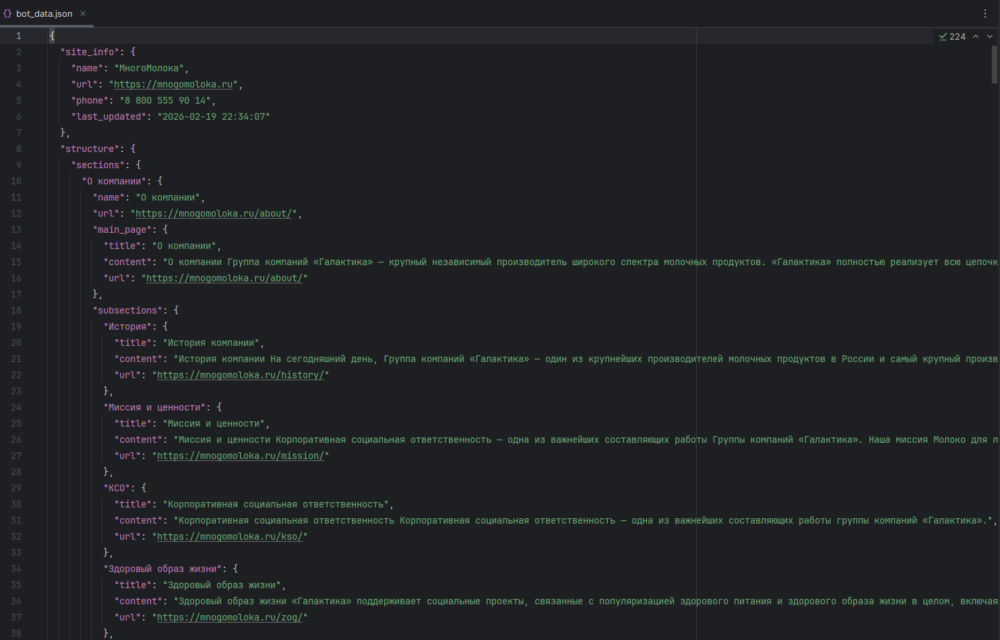 bot_data.json
224
1 {
2 "site_info": {
3 "name": "МногоМолока",
4 "url": "https://mnogomoloka.ru",
5 "phone": "8 800 555 90 14",
6 "last_updated": "2026-02-19 22:34:07"
7 },
8 "structure": {
9 "sections": {
10 "О компании": {
11 "name": "О компании",
12 "url": "https://mnogomoloka.ru/about/",
13 "main_page": {
14 "title": "О компании",
15 "content": "О компании Группа компаний «Галактика» — крупный независимый производитель широкого спектра молочных продуктов. «Галактика» полностью реализует всю цепочк
16 "url": "https://mnogomoloka.ru/about/"
17 },
18 "subsections": {
19 "История": {
20 "title": "История компании",
21 "content": "История компании На сегодняшний день, Группа компаний «Галактика» — один из крупнейших производителей молочных продуктов в России и самый крупный произв
22 "url": "https://mnogomoloka.ru/history/"
23 },
24 "Миссия и ценности": {
25 "title": "Миссия и ценности",
26 "content": "Миссия и ценности Корпоративная социальная ответственность — одна из важнейших составляющих работы Группы компаний «Галактика». Наша миссия Молоко для л
27 "url": "https://mnogomoloka.ru/mission/"
28 },
29 "КСО": {
30 "title": "Корпоративная социальная ответственность",
31 "content": "Корпоративная социальная ответственность Корпоративная социальная ответственность — одна из важнейших составляющих работы группы компаний «Галактика».",
32 "url": "https://mnogomoloka.ru/kso/"
33 },
34 "Здоровый образ жизни": {
35 "title": "Здоровый образ жизни",
36 "content": "Здоровый образ жизни «Галактика» поддерживает социальные проекты, связанные с популяризацией здорового питания и здорового образа жизни в целом, включая
37 "url": "https://mnogomoloka.ru/zog/"
38 },